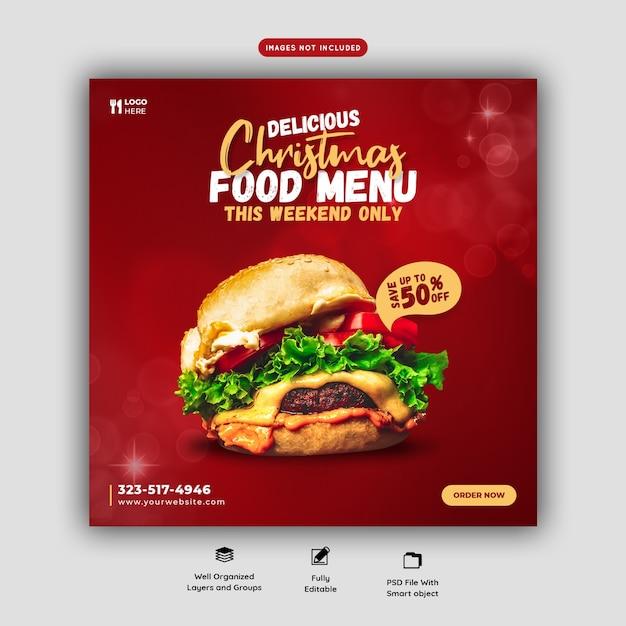 IMAGES NOT INCLUDED
LOGO
HERE
DELICIOUS
Christmas
FOOD MENU
THIS WEEKEND ONLY
SAVE UP TO
50% OFF
323-517-4946
WWW.YOURWEBSITE.COM
ORDER NOW
Well Organized
Layers and Groups
Fully
Editable
PSD File With
Smart object